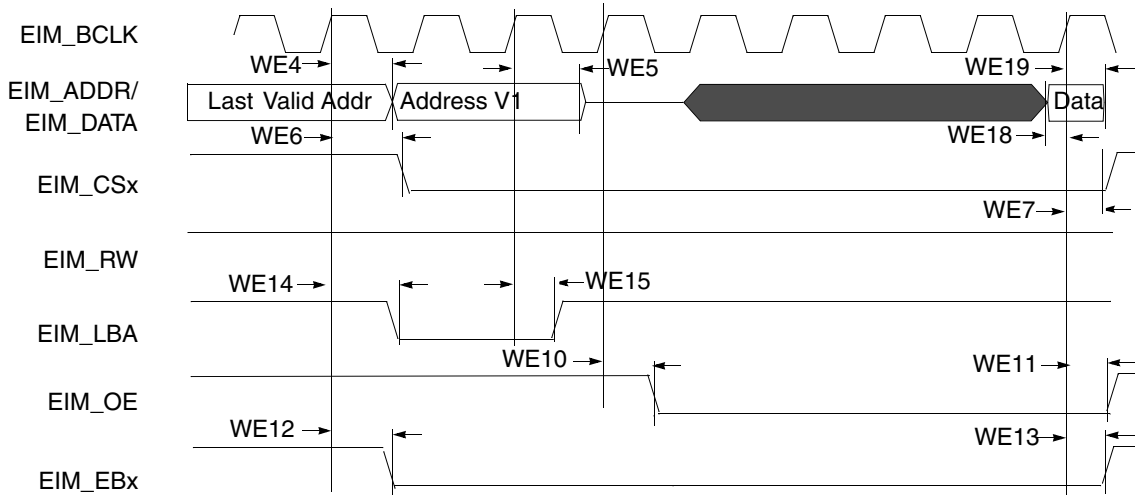 EIM_BCLK
WE4
WE5
WE19
EIM_ADDR/
EIM_DATA
Last Valid Addr
Address V1
Data
WE6
WE18
EIM_CSx
WE7
EIM_RW
WE14
WE15
EIM_LBA
WE10
WE11
EIM_OE
WE12
WE13
EIM_EBx